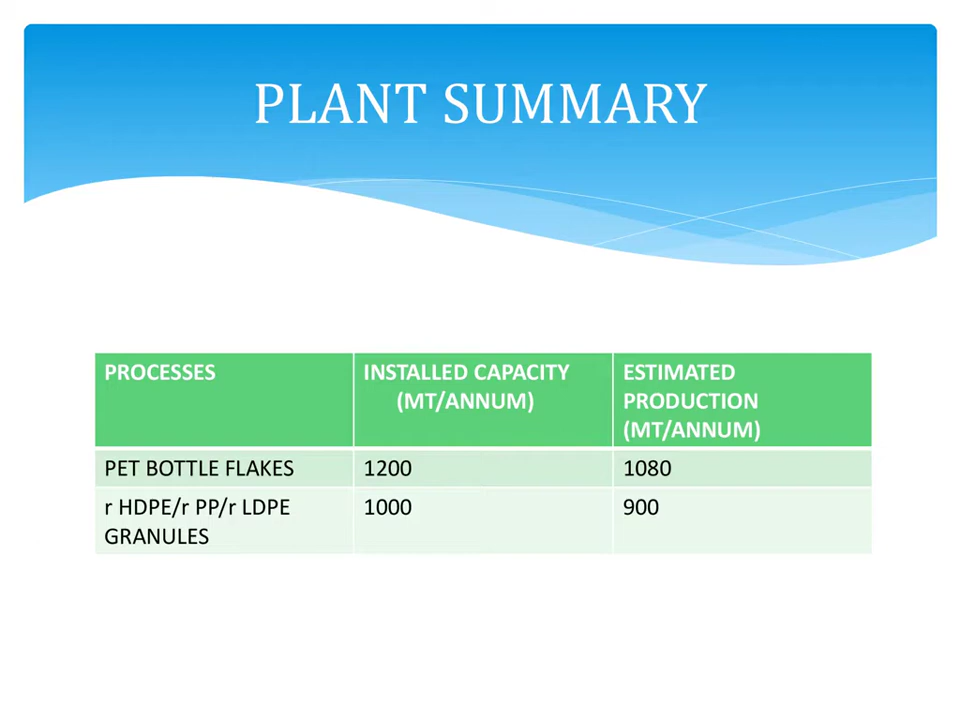 PLANT SUMMARY
PROCESSES
INSTALLED CAPACITY
(MT/ANNUM)
ESTIMATED
PRODUCTION
(MT/ANNUM)
PET BOTTLE FLAKES
1200
1080
r HDPE/r PP/r LDPE
GRANULES
1000
900